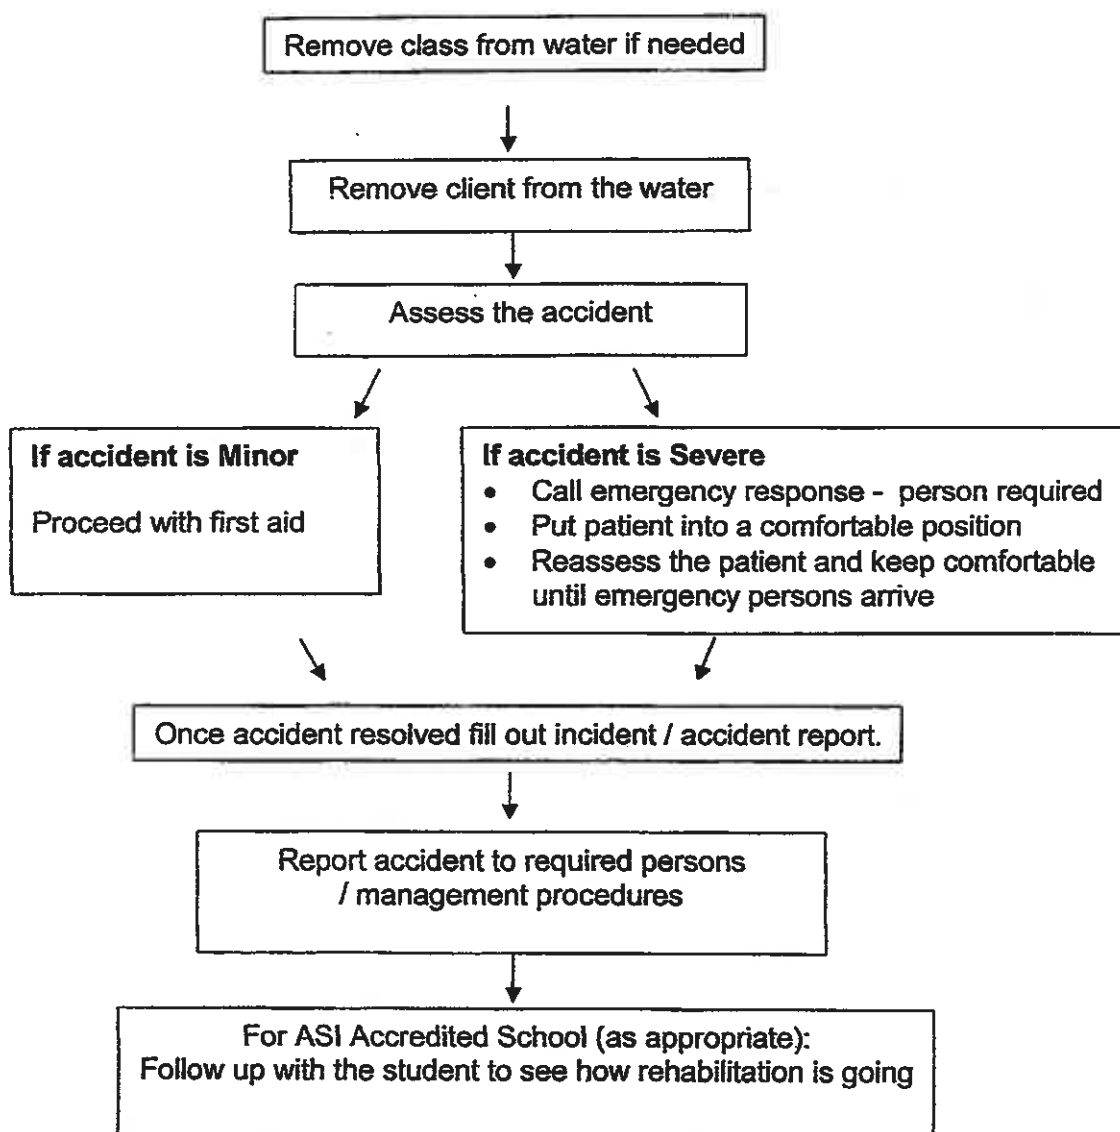 Remove class from water if needed
Remove client from the water
Assess the accident
If accident is Minor
Proceed with first aid
If accident is Severe
• Call emergency response - person required
• Put patient into a comfortable position
• Reassess the patient and keep comfortable
until emergency persons arrive
Once accident resolved fill out incident / accident report.
Report accident to required persons
/ management procedures
For ASI Accredited School (as appropriate):
Follow up with the student to see how rehabilitation is going